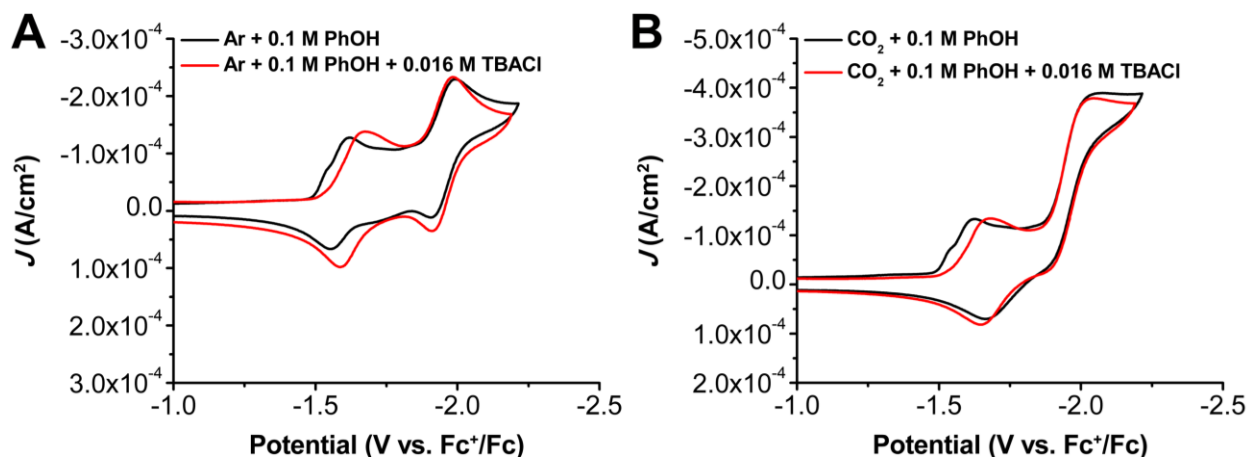 A
Ar + 0.1 M PhOH
Ar + 0.1 M PhOH + 0.016 M TBACl
-3.0x10⁻⁴
-2.0x10⁻⁴
-1.0x10⁻⁴
0.0
1.0x10⁻⁴
2.0x10⁻⁴
3.0x10⁻⁴
J (A/cm²)
-1.0
-1.5
-2.0
-2.5
Potential (V vs. Fc⁺/Fc)
B
CO₂ + 0.1 M PhOH
CO₂ + 0.1 M PhOH + 0.016 M TBACl
-5.0x10⁻⁴
-4.0x10⁻⁴
-3.0x10⁻⁴
-2.0x10⁻⁴
-1.0x10⁻⁴
0.0
1.0x10⁻⁴
2.0x10⁻⁴
J (A/cm²)
-1.0
-1.5
-2.0
-2.5
Potential (V vs. Fc⁺/Fc)